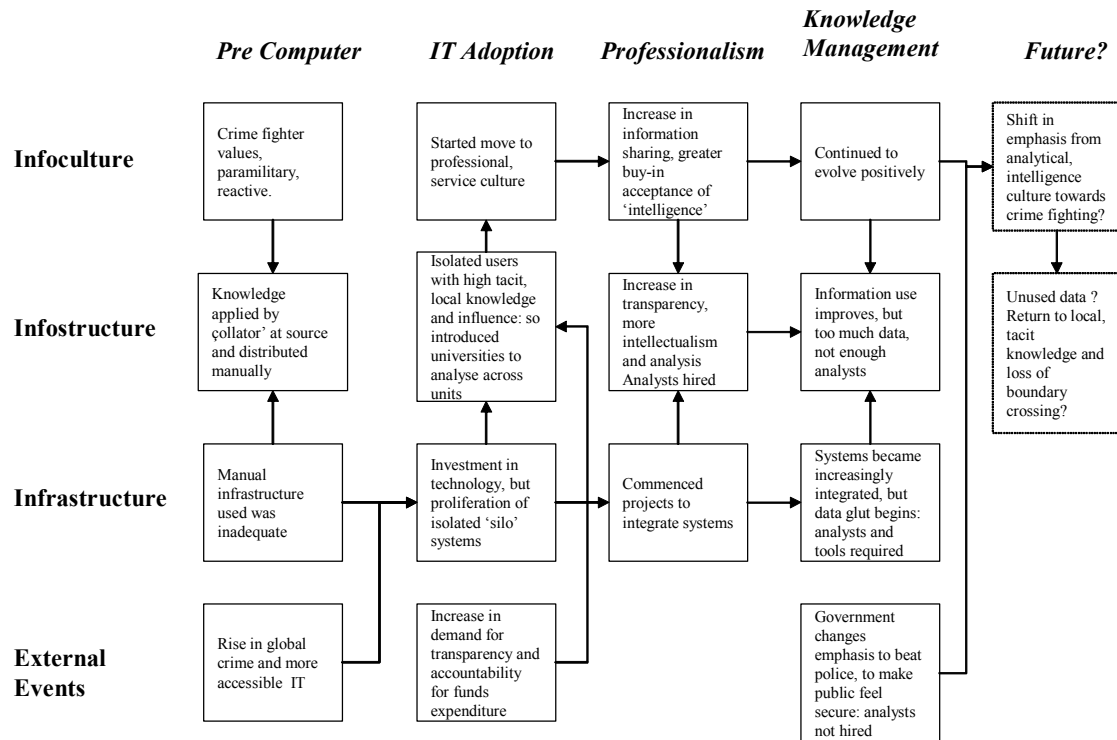 Pre Computer
IT Adoption
Professionalism
Knowledge
Management
Future?
Infoculture
Crime fighter
values,
paramilitary,
reactive.
Started move to
professional,
service culture
Increase in
information
sharing, greater
buy-in
acceptance of
‘intelligence’
Continued to
evolve positively
Shift in
emphasis from
analytical,
intelligence
culture towards
crime fighting?
Infostructure
Knowledge
applied by
çollator’ at source
and distributed
manually
Isolated users
with high tacit,
local knowledge
and influence: so
introduced
universities to
analyse across
units
Increase in
transparency,
more
intellectualism
and analysis
Analysts hired
Information use
improves, but
too much data,
not enough
analysts
Unused data ?
Return to local,
tacit
knowledge and
loss of
boundary
crossing?
Infrastructure
Manual
infrastructure
used was
inadequate
Investment in
technology, but
proliferation of
isolated ‘silo’
systems
Commenced
projects to
integrate systems
Systems became
increasingly
integrated, but
data glut begins:
analysts and
tools required
External
Events
Rise in global
crime and more
accessible IT
Increase in
demand for
transparency and
accountability
for funds
expenditure
Government
changes
emphasis to beat
police, to make
public feel
secure: analysts
not hired